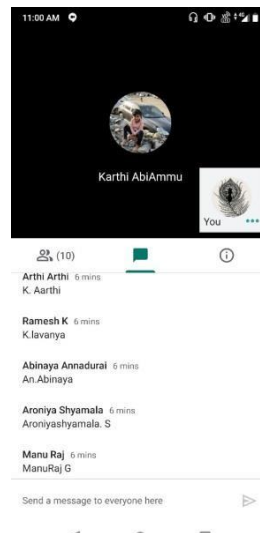 11:00 AM
Karthi AbiAmmu
You
(10)
Arthi Arthi 6 mins
K. Aarthi
Ramesh K 6 mins
K.lavanya
Abinaya Annadurai 6 mins
An.Abinaya
Aroniya Shyamala 6 mins
Aroniyashyamala. S
Manu Raj 6 mins
ManuRaj G
Send a message to everyone here